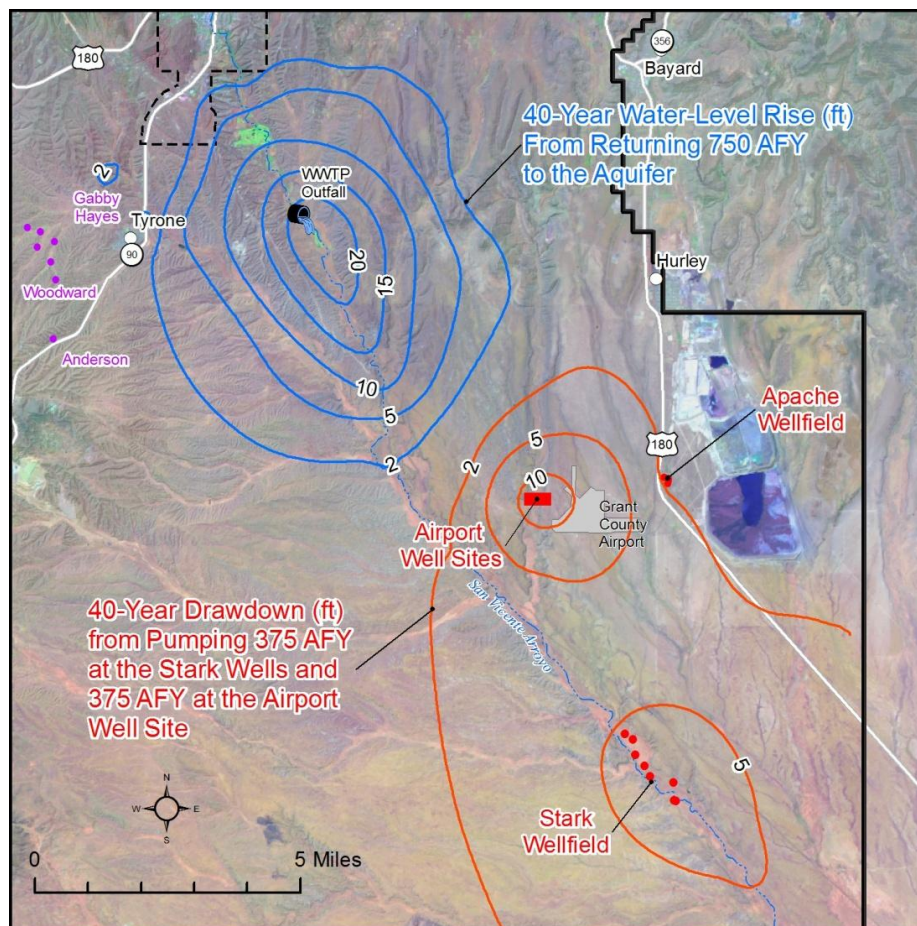 180
356
Bayard
40-Year Water-Level Rise (ft)
From Returning 750 AFY
to the Aquifer
WWTP
Outfall
2
Gabby
Hayes
Tyrone
90
20
15
Hurley
Woodward
Anderson
10
5
2
Apache
Wellfield
180
2
5
10
Grant
County
Airport
Airport
Well Sites
San Vicente Arroyo
40-Year Drawdown (ft)
from Pumping 375 AFY
at the Stark Wells and
375 AFY at the Airport
Well Site
5
Stark
Wellfield
N
W
E
S
0
5 Miles